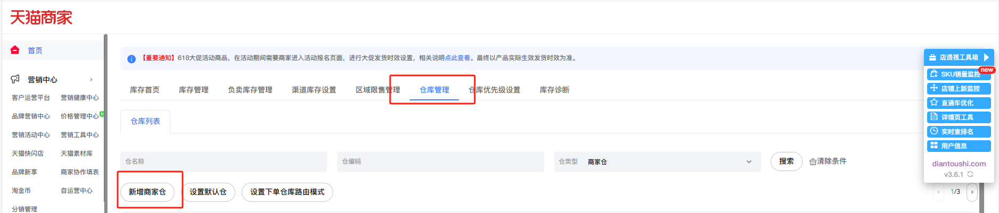 天猫商家
首页
营销中心
客户运营平台 营销健康中心
品牌营销中心 价格管理中心
营销活动中心 营销工具中心
天猫快闪店 天猫素材库
品牌新享 商家协作填表
淘金币 自运营中心
分销管理
【重要通知】618大促活动商品，在活动期间需要商家进入活动报名页面，进行大促发货时效设置，相关说明点此查看。最终以产品实际生效发货时效为准。
库存首页 库存管理 负卖库存管理 渠道库存设置 区域限售管理 仓库管理 仓库优先级设置 库存诊断
仓库列表
仓名称 仓编码 仓类型 商家仓 搜索 清除条件
新增商家仓 设置默认仓 设置下单仓库路由模式 1/3
店透视工具箱
new
SKU销量监控
店铺上新监控
直通车优化
详情页工具
实时查排名
用户信息
diantoushi.com
v3.6.1